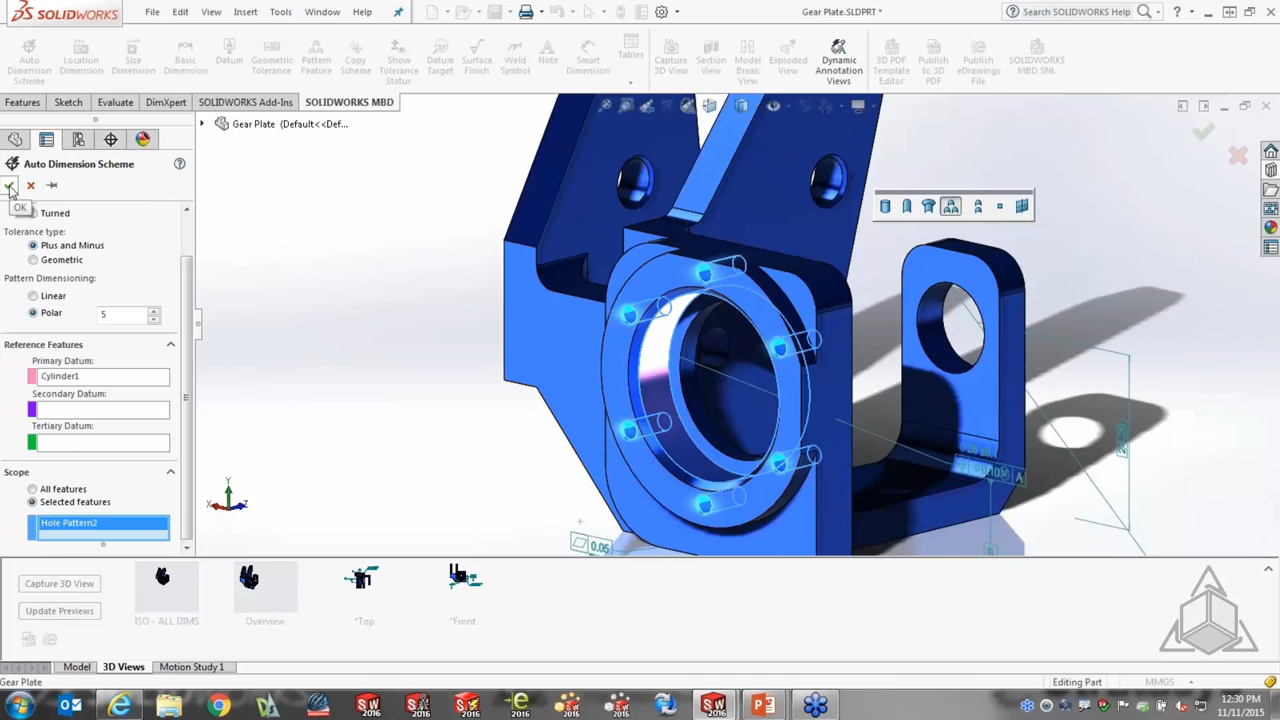 SOLIDWORKS
File Edit View Insert Tools Window Help
Gear Plate.SLDPRT *
Search SOLIDWORKS Help
Auto Dimension Scheme
Location Dimension
Size Dimension
Basic Dimension
Datum
Geometric Tolerance
Pattern Feature
Copy Scheme
Show Tolerance Status
Datum Target
Surface Finish
Weld Symbol
Note
Smart Dimension
Tables
Capture 3D View
Section View
Model Break View
Exploded View
Dynamic Annotation Views
3D PDF Template Editor
Publish to 3D PDF
Publish eDrawings File
SOLIDWORKS MBD SNL
Features Sketch Evaluate DimXpert SOLIDWORKS Add-Ins SOLIDWORKS MBD
Gear Plate (Default<<Def...
Auto Dimension Scheme
OK
Turned
Tolerance type:
Plus and Minus
Geometric
Pattern Dimensioning:
Linear
Polar 5
Reference Features
Primary Datum:
Cylinder1
Secondary Datum:
Tertiary Datum:
Scope
All features
Selected features
Hole Pattern2
0.05
A
B
Y
X
Z
Capture 3D View
Update Previews
ISO - ALL DIMS
Overview
*Top
*Front
Model 3D Views Motion Study 1
Gear Plate
Editing Part
MMGS
2016
2016
2016
2016
12:30 PM
11/11/2015